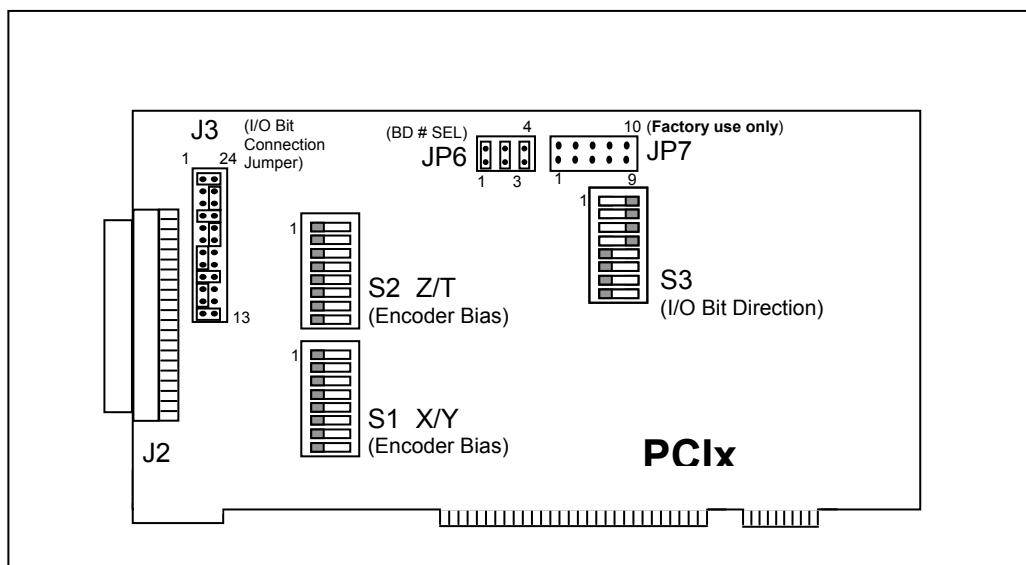 J3
(I/O Bit
Connection
Jumper)
1 24
13
(BD # SEL)
JP6
4
1 3
10 (Factory use only)
JP7
1 9
1
S3
(I/O Bit Direction)
1
S2 Z/T
(Encoder Bias)
1
S1 X/Y
(Encoder Bias)
J2
PCIx